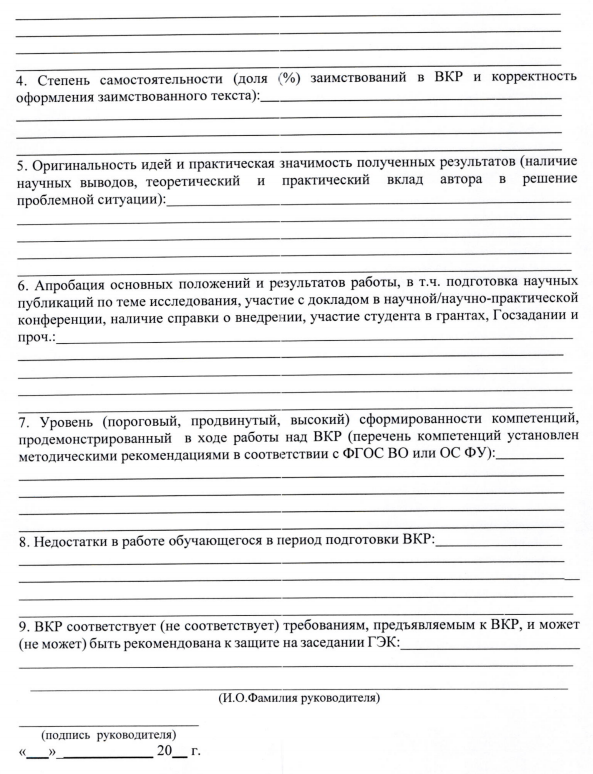 4. Степень самостоятельности (доля (%) заимствований в ВКР и корректность
оформления заимствованного текста):
5. Оригинальность идей и практическая значимость полученных результатов (наличие
научных выводов, теоретический и практический вклад автора в решение
проблемной ситуации):
6. Апробация основных положений и результатов работы, в т.ч. подготовка научных
публикаций по теме исследования, участие с докладом в научной/научно-практической
конференции, наличие справки о внедрении, участие студента в грантах, Госзадании и
проч.:
7. Уровень (пороговый, продвинутый, высокий) сформированности компетенций,
продемонстрированный в ходе работы над ВКР (перечень компетенций установлен
методическими рекомендациями в соответствии с ФГОС ВО или ОС ФУ):
8. Недостатки в работе обучающегося в период подготовки ВКР:
9. ВКР соответствует (не соответствует) требованиям, предъявляемым к ВКР, и может
(не может) быть рекомендована к защите на заседании ГЭК:
(И.О.Фамилия руководителя)
(подпись руководителя)
«___»_____________ 20__ г.